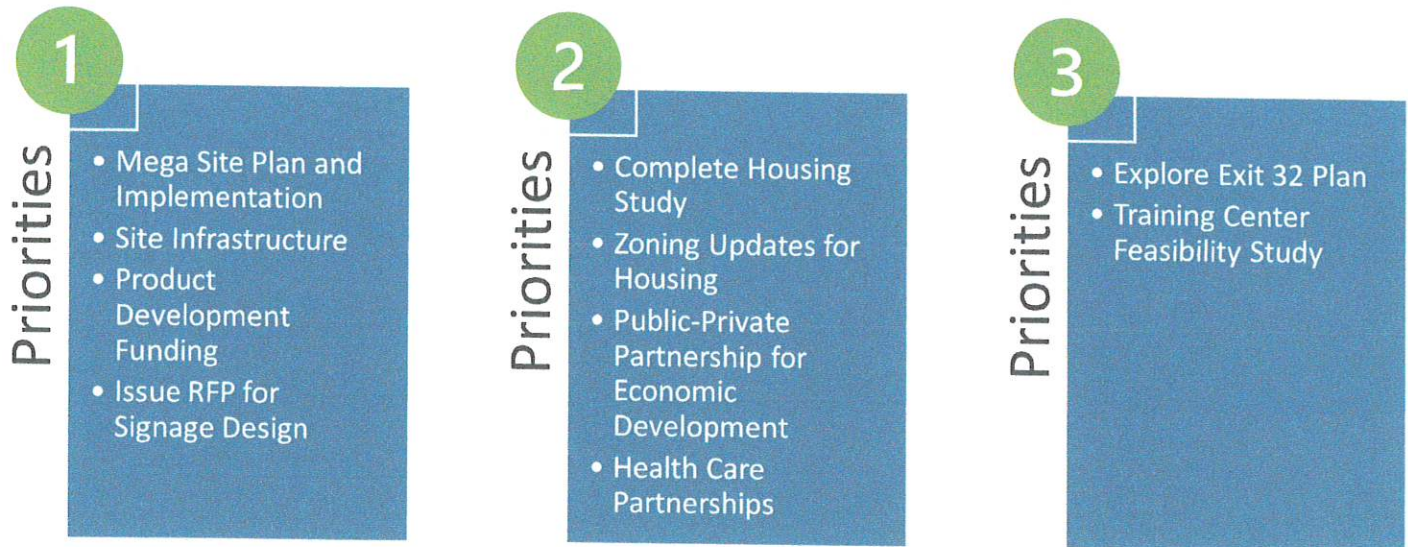 1
Priorities
• Mega Site Plan and
Implementation
• Site Infrastructure
• Product
Development
Funding
• Issue RFP for
Signage Design
2
Priorities
• Complete Housing
Study
• Zoning Updates for
Housing
• Public-Private
Partnership for
Economic
Development
• Health Care
Partnerships
3
Priorities
• Explore Exit 32 Plan
• Training Center
Feasibility Study